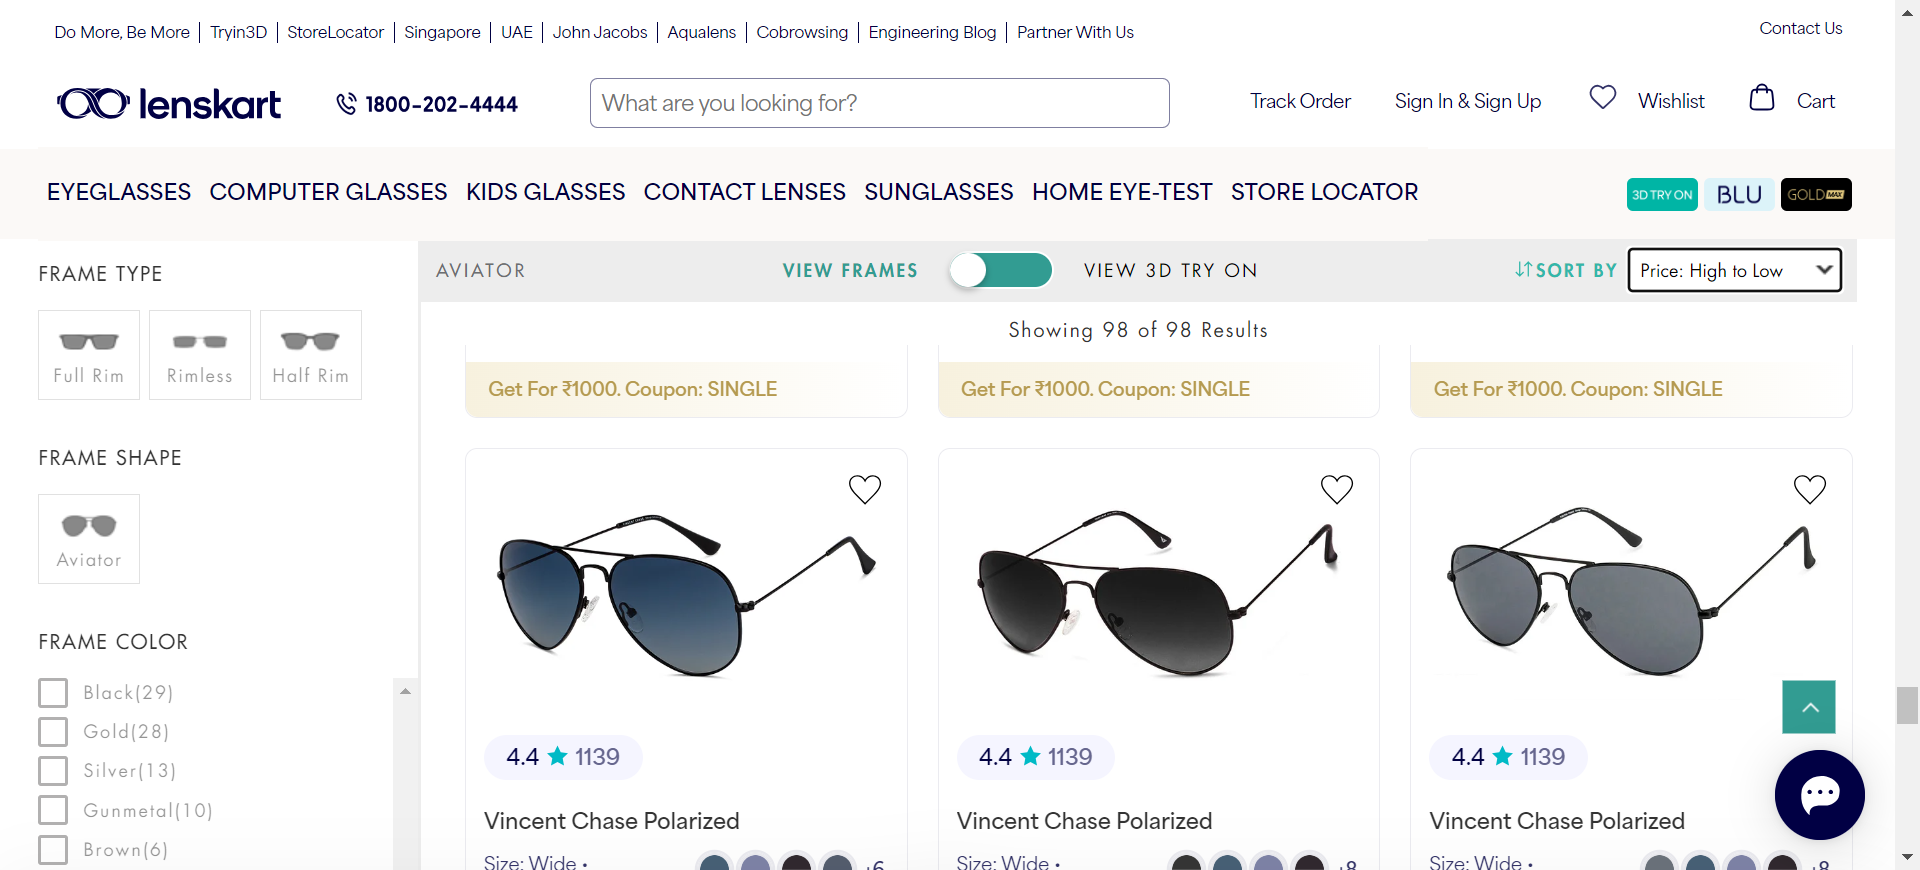 Do More, Be More | Tryin3D | StoreLocator | Singapore | UAE | John Jacobs | Aqualens | Cobrowsing | Engineering Blog | Partner With Us
Contact Us
lenskart
1800-202-4444
What are you looking for?
Track Order
Sign In & Sign Up
Wishlist
Cart
EYEGLASSES COMPUTER GLASSES KIDS GLASSES CONTACT LENSES SUNGLASSES HOME EYE-TEST STORE LOCATOR
3D TRY ON
BLU
GOLD MAX
FRAME TYPE
Full Rim
Rimless
Half Rim
FRAME SHAPE
Aviator
FRAME COLOR
Black(29)
Gold(28)
Silver(13)
Gunmetal(10)
Brown(6)
AVIATOR
VIEW FRAMES
VIEW 3D TRY ON
SORT BY
Price: High to Low
Showing 98 of 98 Results
Get For ₹1000. Coupon: SINGLE
Get For ₹1000. Coupon: SINGLE
Get For ₹1000. Coupon: SINGLE
4.4 ★ 1139
Vincent Chase Polarized
Size: Wide •
+6
4.4 ★ 1139
Vincent Chase Polarized
Size: Wide •
+8
4.4 ★ 1139
Vincent Chase Polarized
Size: Wide •
+8